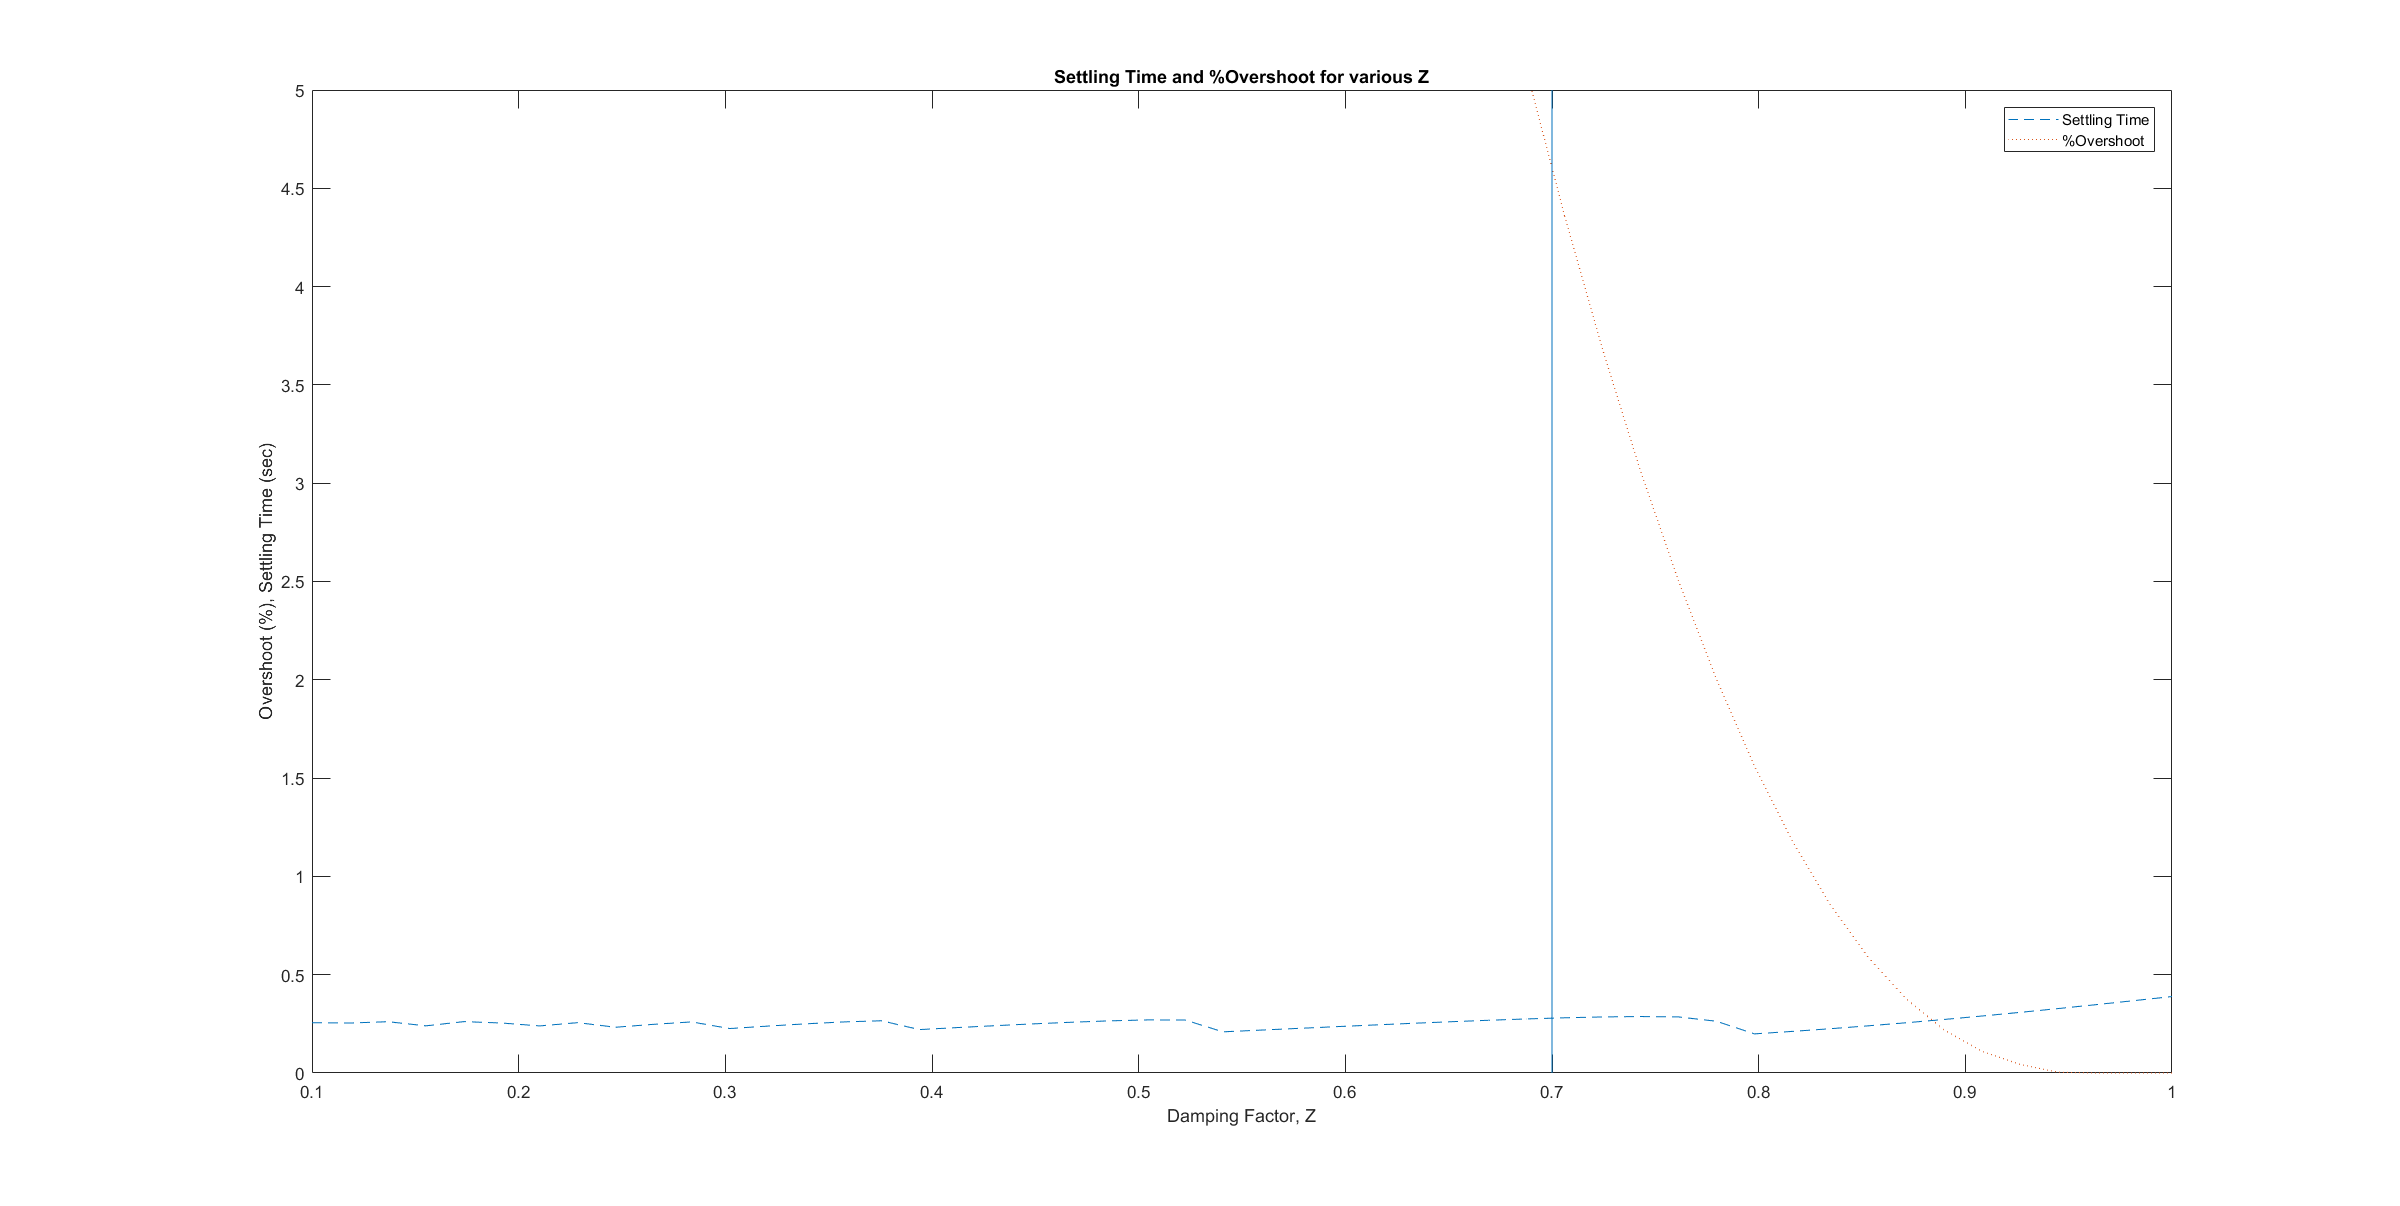 Settling Time and %Overshoot for various Z
5
4.5
4
3.5
3
2.5
2
1.5
1
0.5
0
Overshoot (%), Settling Time (sec)
Settling Time
%Overshoot
0.1 0.2 0.3 0.4 0.5 0.6 0.7 0.8 0.9 1
Damping Factor, Z